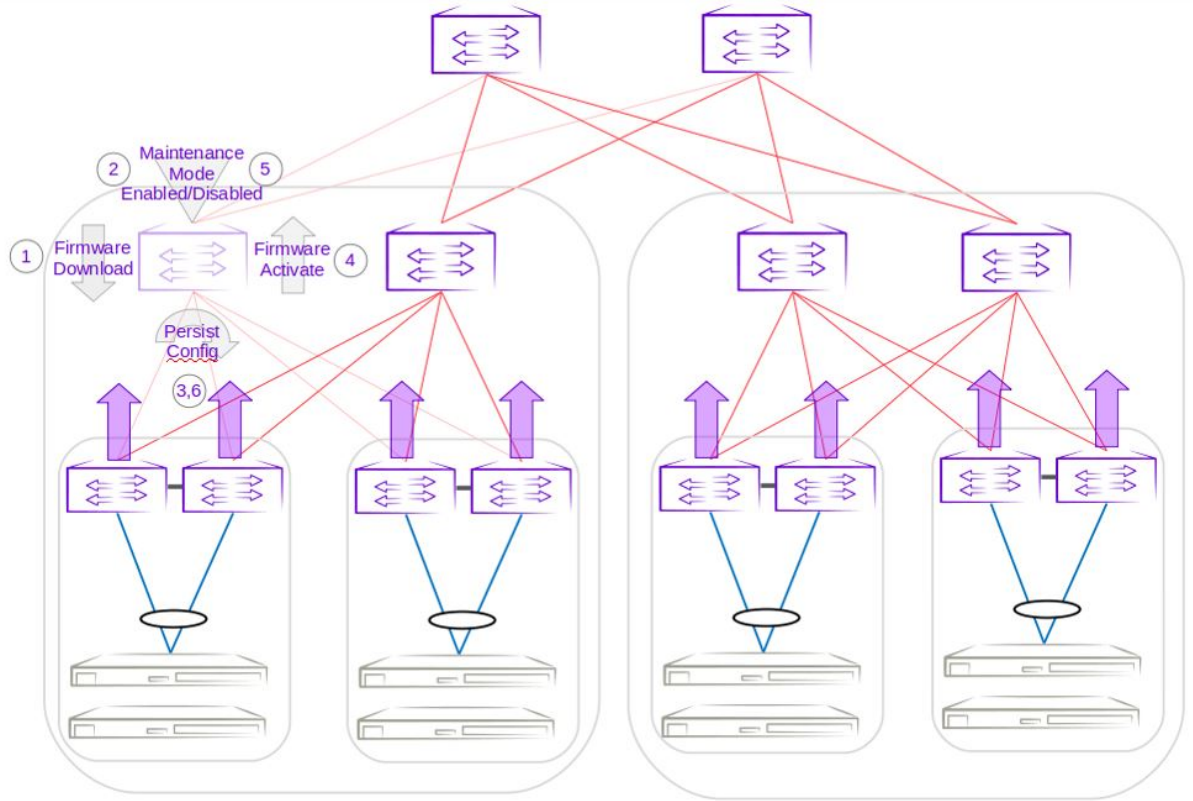 2
Maintenance
Mode
Enabled/Disabled
5
1
Firmware
Download
Firmware
Activate
4
Persist
Config
3,6